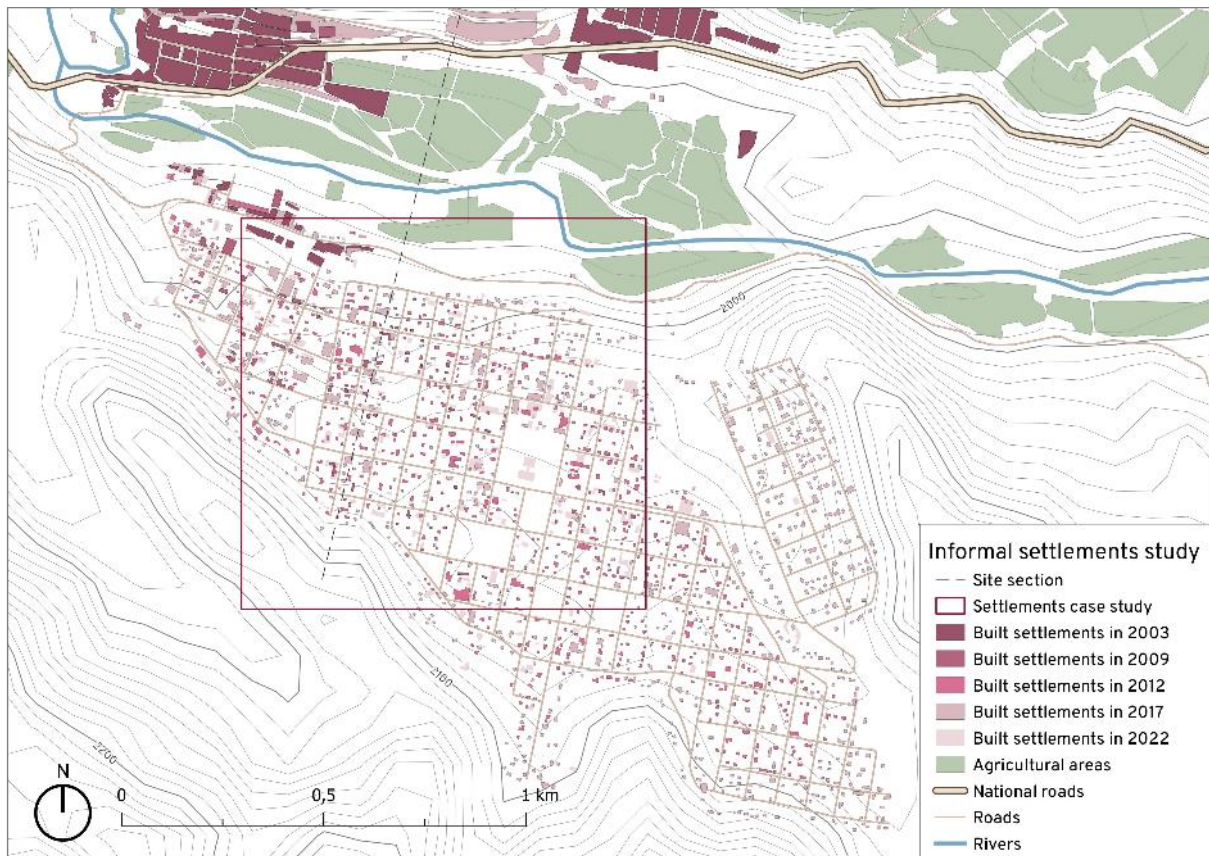 2000
2100
2200
N
0 0,5 1 km
Informal settlements study
Site section
Settlements case study
Built settlements in 2003
Built settlements in 2009
Built settlements in 2012
Built settlements in 2017
Built settlements in 2022
Agricultural areas
National roads
Roads
Rivers